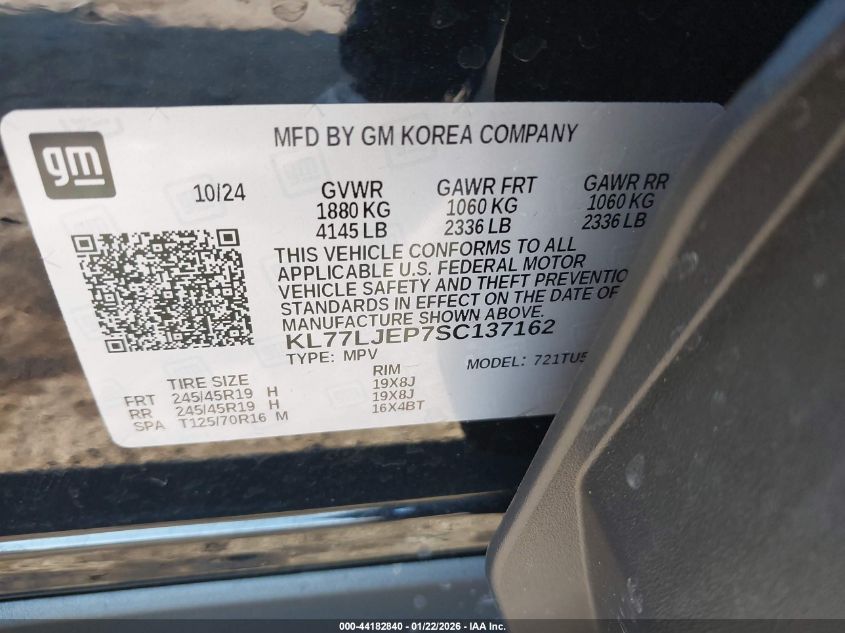 gm
MFD BY GM KOREA COMPANY
10/24
GVWR GAWR FRT GAWR RR
1880 KG 1060 KG 1060 KG
4145 LB 2336 LB 2336 LB
THIS VEHICLE CONFORMS TO ALL
APPLICABLE U.S. FEDERAL MOTOR
VEHICLE SAFETY AND THEFT PREVENTIO
STANDARDS IN EFFECT ON THE DATE OF
MANUFACTURE SHOWN ABOVE.
KL77LJEP7SC137162
TYPE: MPV MODEL: 721TU5
TIRE SIZE RIM
FRT 245/45R19 H 19X8J
RR 245/45R19 H 19X8J
SPA T125/70R16 M 16X4BT
000-44182840 - 01/22/2026 - IAA Inc.